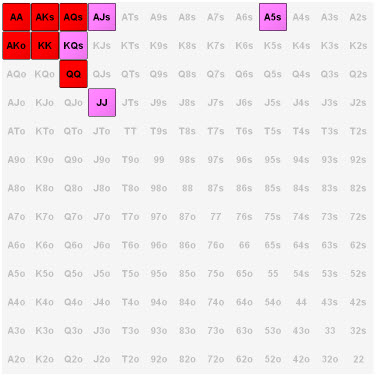 AA AKs AQs AJs ATs A9s A8s A7s A6s A5s A4s A3s A2s
AKo KK KQs KJs KTs K9s K8s K7s K6s K5s K4s K3s K2s
AQo KQo QQ QJs QTs Q9s Q8s Q7s Q6s Q5s Q4s Q3s Q2s
AJo KJo QJo JJ JTs J9s J8s J7s J6s J5s J4s J3s J2s
ATo KTo QTo JTo TT T9s T8s T7s T6s T5s T4s T3s T2s
A9o K9o Q9o J9o T9o 99 98s 97s 96s 95s 94s 93s 92s
A8o K8o Q8o J8o T8o 98o 88 87s 86s 85s 84s 83s 82s
A7o K7o Q7o J7o T7o 97o 87o 77 76s 75s 74s 73s 72s
A6o K6o Q6o J6o T6o 96o 86o 76o 66 65s 64s 63s 62s
A5o K5o Q5o J5o T5o 95o 85o 75o 65o 55 54s 53s 52s
A4o K4o Q4o J4o T4o 94o 84o 74o 64o 54o 44 43s 42s
A3o K3o Q3o J3o T3o 93o 83o 73o 63o 53o 43o 33 32s
A2o K2o Q2o J2o T2o 92o 82o 72o 62o 52o 42o 32o 22